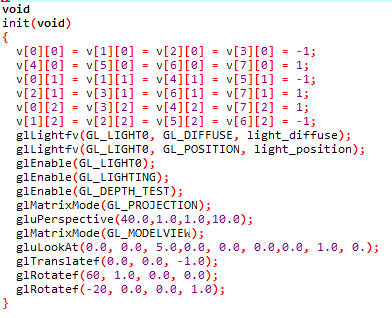 void
init(void)
{
v[0][0] = v[1][0] = v[2][0] = v[3][0] = -1;
v[4][0] = v[5][0] = v[6][0] = v[7][0] = 1;
v[0][1] = v[1][1] = v[4][1] = v[5][1] = -1;
v[2][1] = v[3][1] = v[6][1] = v[7][1] = 1;
v[0][2] = v[3][2] = v[4][2] = v[7][2] = 1;
v[1][2] = v[2][2] = v[5][2] = v[6][2] = -1;
glLightfv(GL_LIGHT0, GL_DIFFUSE, light_diffuse);
glLightfv(GL_LIGHT0, GL_POSITION, light_position);
glEnable(GL_LIGHT0);
glEnable(GL_LIGHTING);
glEnable(GL_DEPTH_TEST);
glMatrixMode(GL_PROJECTION);
gluPerspective(40.0,1.0,1.0,10.0);
glMatrixMode(GL_MODELVIEW);
gluLookAt(0.0, 0.0, 5.0,0.0, 0.0,0.0, 1.0, 0.);
glTranslatef(0.0, 0.0, -1.0);
glRotatef(60, 1.0, 0.0, 0.0);
glRotatef(-20, 0.0, 0.0, 1.0);
}